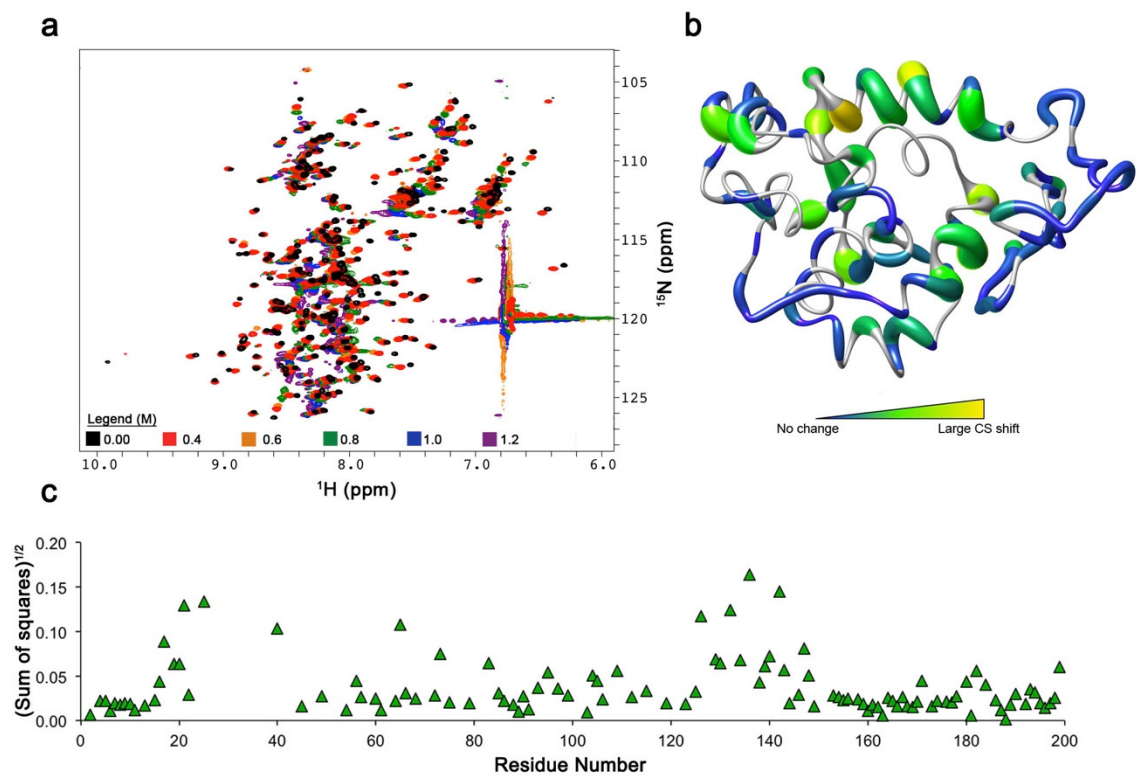 a
b
105
110
115
120
125
¹⁵N (ppm)
Legend (M)
0.00 0.4 0.6 0.8 1.0 1.2
10.0 9.0 8.0 7.0 6.0
¹H (ppm)
No change Large CS shift
c
(Sum of squares)¹ᐟ²
0.20
0.15
0.10
0.05
0.00
0 20 40 60 80 100 120 140 160 180 200
Residue Number